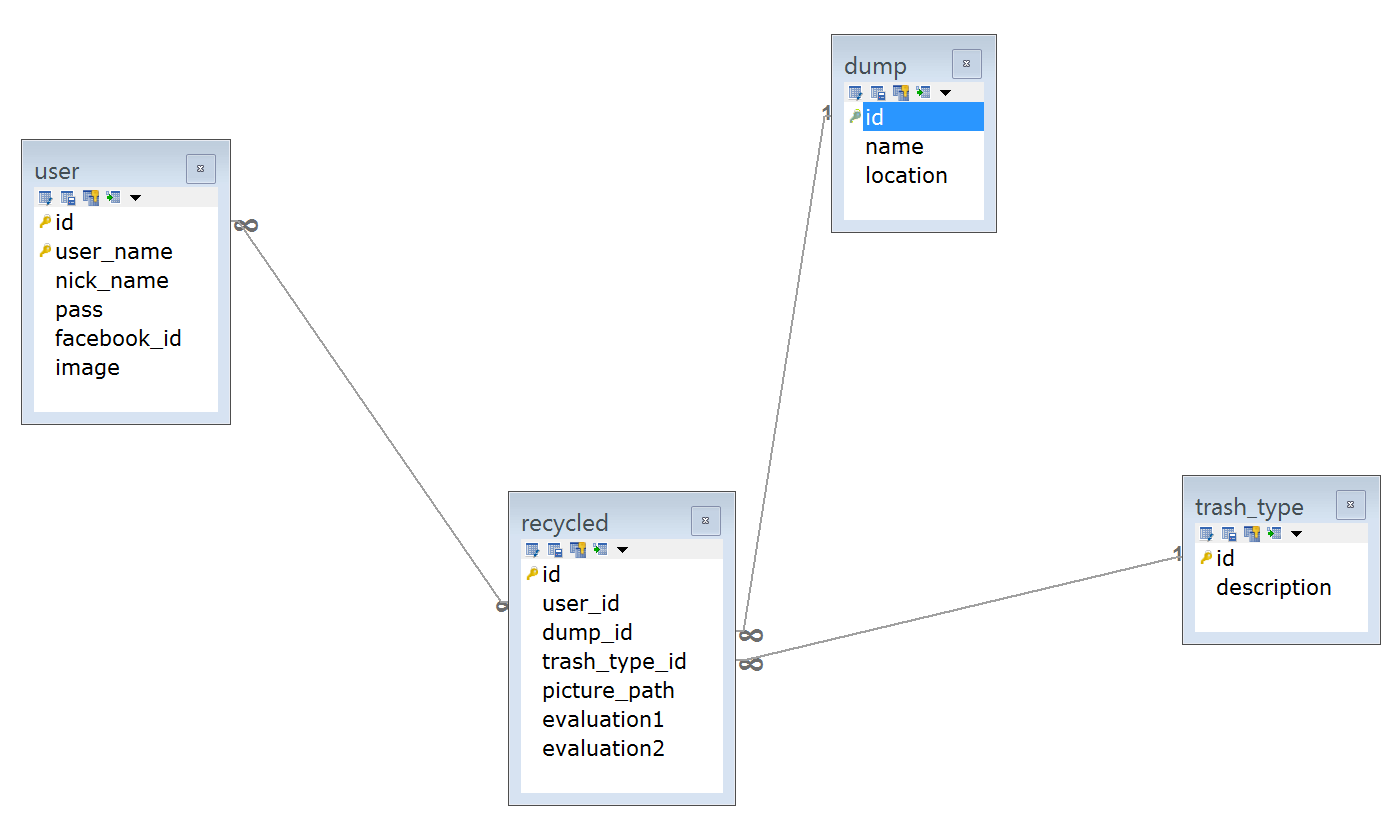 user
id
user_name
nick_name
pass
facebook_id
image
∞
dump
id
name
location
1
recycled
id
user_id
dump_id
trash_type_id
picture_path
evaluation1
evaluation2
∞
∞
∞
trash_type
id
description
1